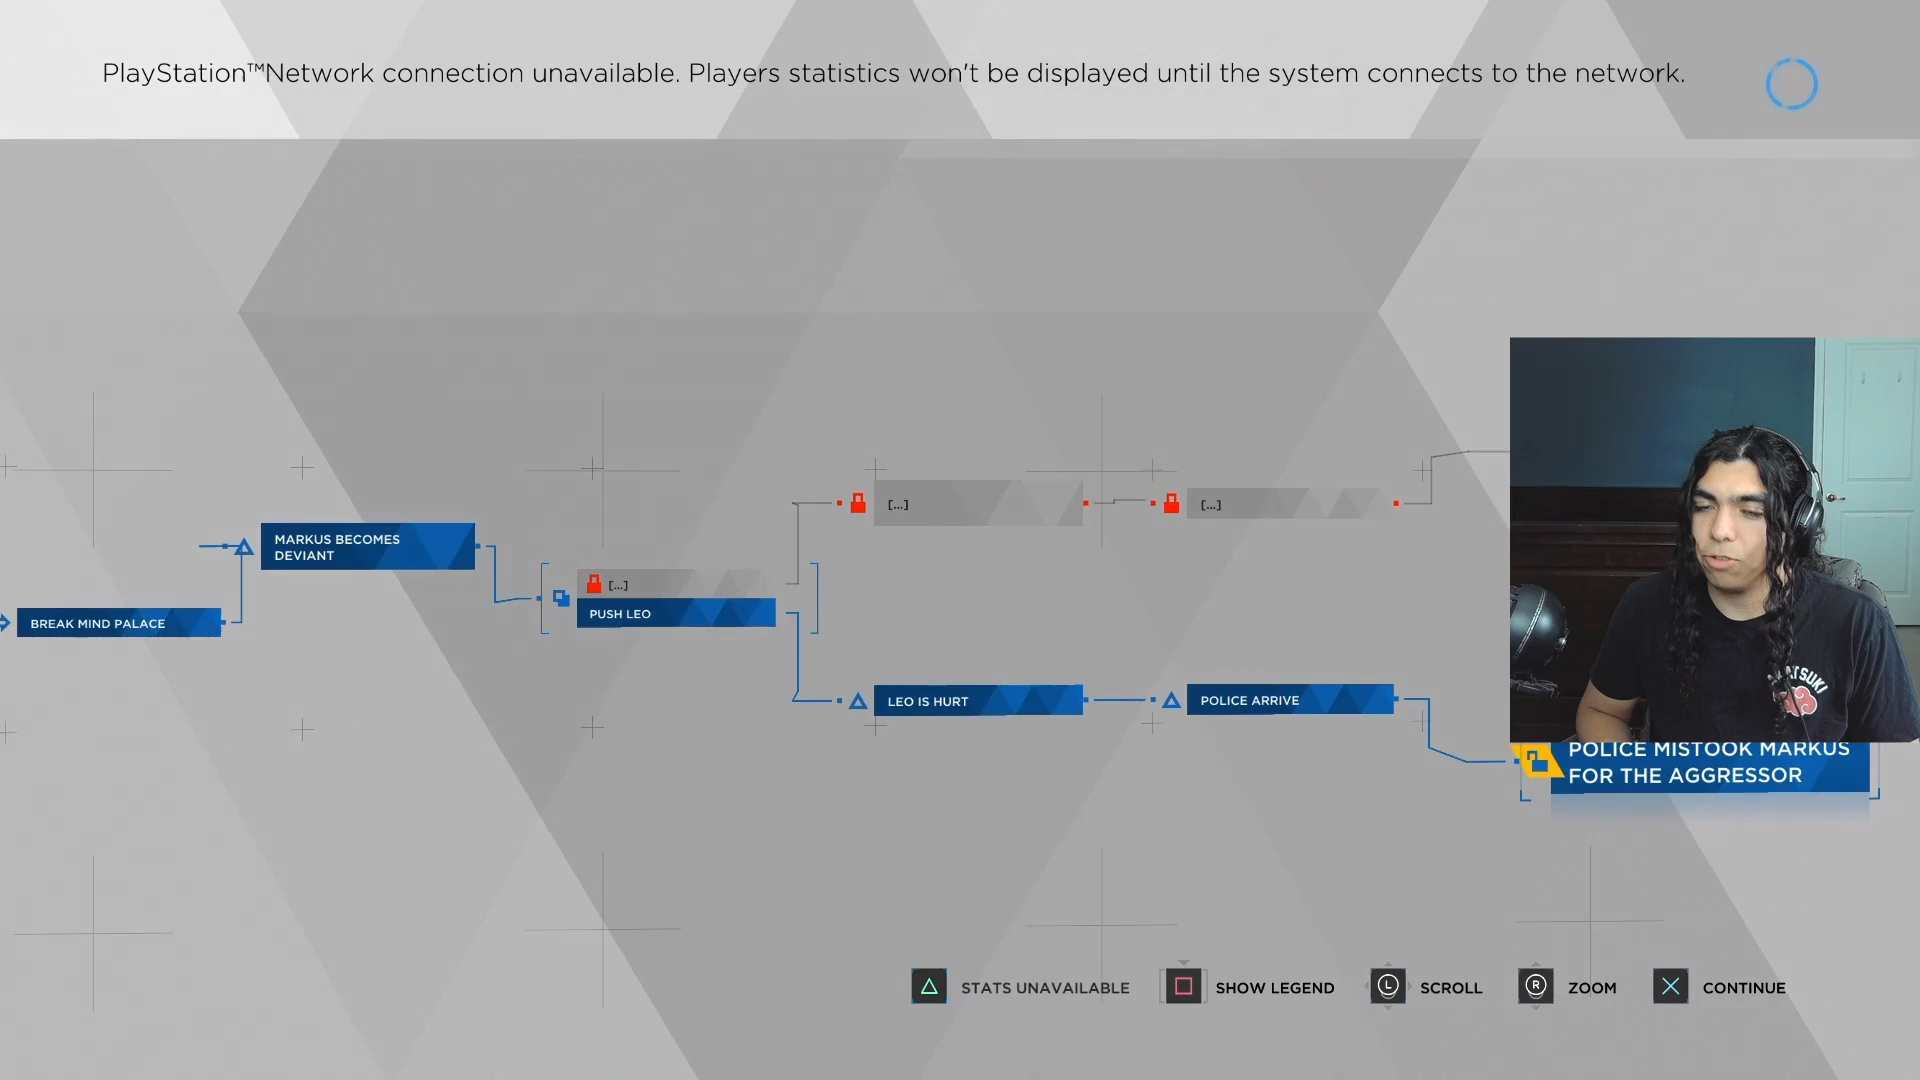 PlayStation™Network connection unavailable. Players statistics won't be displayed until the system connects to the network.
[...]
[...]
MARKUS BECOMES
DEVIANT
[...]
PUSH LEO
BREAK MIND PALACE
LEO IS HURT
POLICE ARRIVE
ATSUKI
POLICE MISTOOK MARKUS
FOR THE AGGRESSOR
STATS UNAVAILABLE
SHOW LEGEND
L
SCROLL
R
ZOOM
CONTINUE